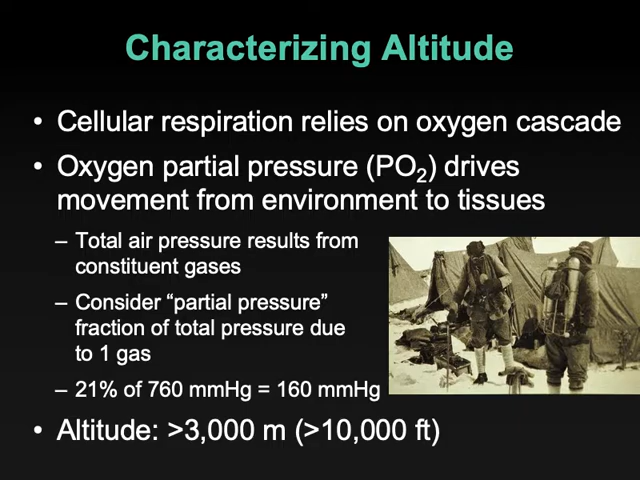 Characterizing Altitude
• Cellular respiration relies on oxygen cascade
• Oxygen partial pressure (PO₂) drives
movement from environment to tissues
– Total air pressure results from
constituent gases
– Consider “partial pressure”
fraction of total pressure due
to 1 gas
– 21% of 760 mmHg = 160 mmHg
• Altitude: >3,000 m (>10,000 ft)